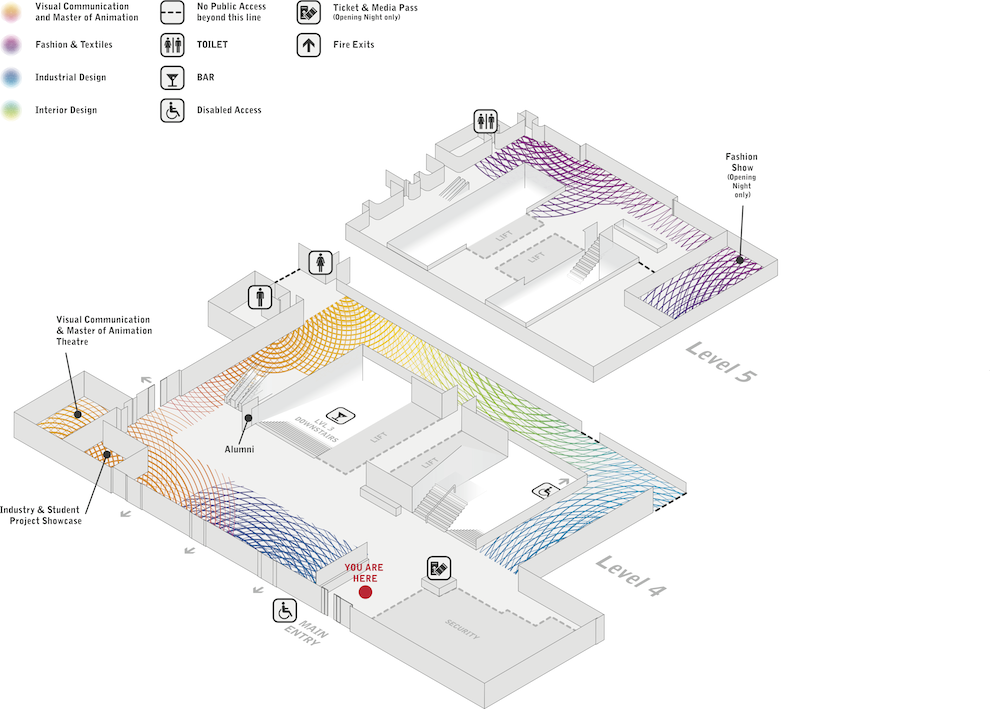 Visual Communication
and Master of Animation
Fashion & Textiles
Industrial Design
Interior Design
No Public Access
beyond this line
TOILET
BAR
Disabled Access
Ticket & Media Pass
(Opening Night only)
Fire Exits
Fashion
Show
(Opening
Night
only)
LIFT
LIFT
Level 5
Visual Communication
& Master of Animation
Theatre
Alumni
LVL 3
DOWNSTAIRS
LIFT
LIFT
Industry & Student
Project Showcase
YOU ARE
HERE
Level 4
SECURITY
MAIN
ENTRY